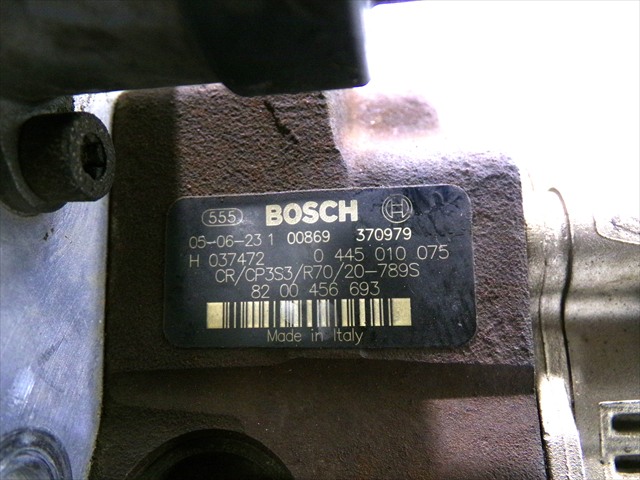 555 BOSCH
05-06-23 1 00869 370979
H 037472 0 445 010 075
CR/CP3S3/R70/20-789S
82 00 456 693
Made in Italy